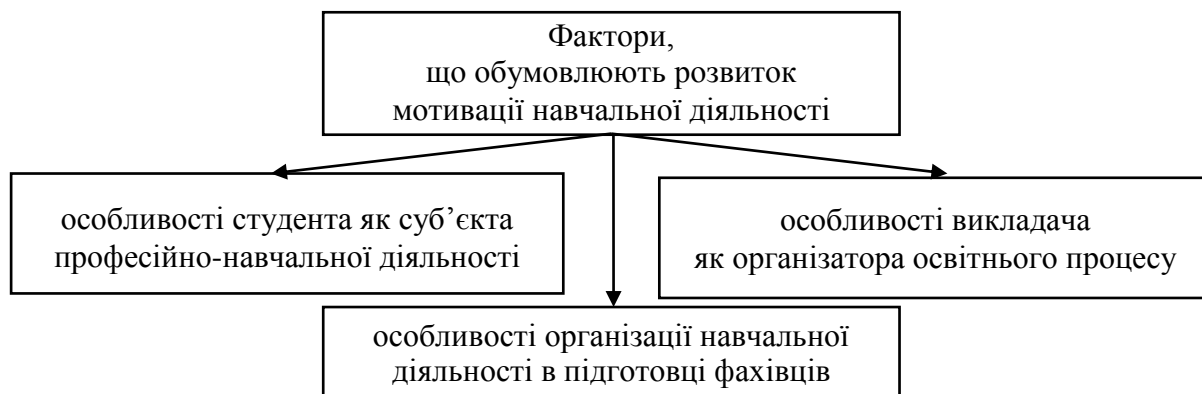 Фактори,
що обумовлюють розвиток
мотивації навчальної діяльності
особливості студента як суб’єкта
професійно-навчальної діяльності
особливості викладача
як організатора освітнього процесу
особливості організації навчальної
діяльності в підготовці фахівців